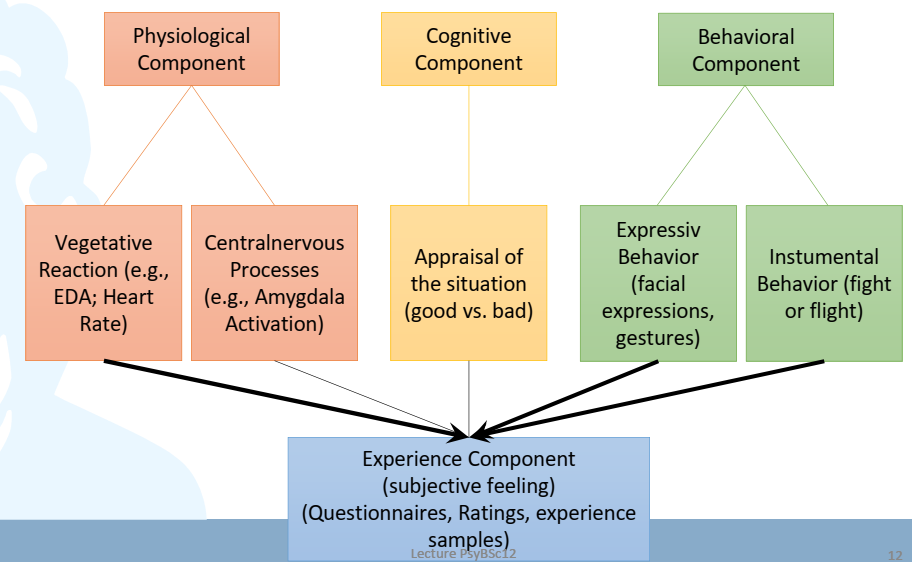 Physiological
Component
Cognitive
Component
Behavioral
Component
Vegetative
Reaction (e.g.,
EDA; Heart
Rate)
Centralnervous
Processes
(e.g., Amygdala
Activation)
Appraisal of
the situation
(good vs. bad)
Expressiv
Behavior
(facial
expressions,
gestures)
Instumental
Behavior (fight
or flight)
Experience Component
(subjective feeling)
(Questionnaires, Ratings, experience
samples)
Lecture PsyBSc12
12